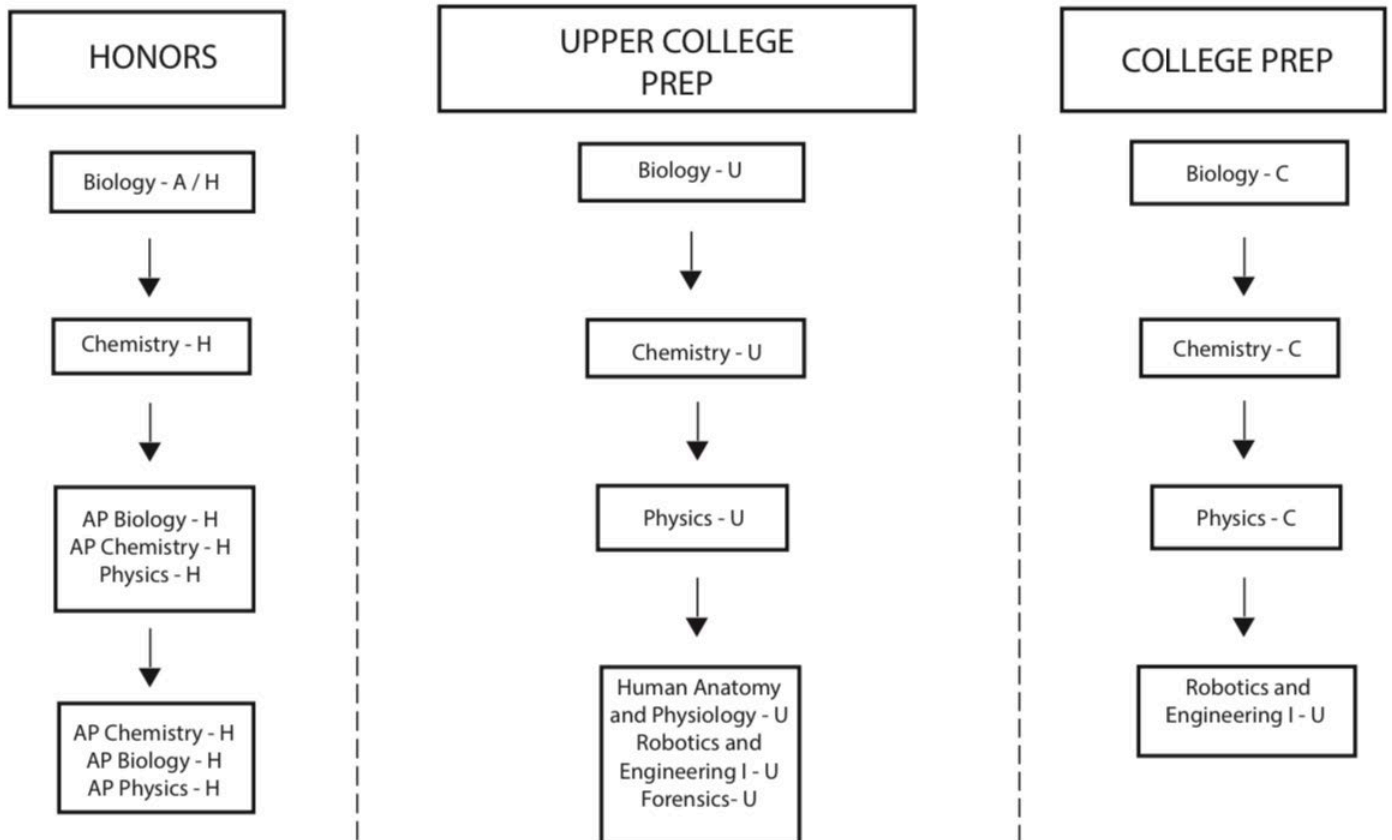 HONORS
Biology - A / H
Chemistry - H
AP Biology - H
AP Chemistry - H
Physics - H
AP Chemistry - H
AP Biology - H
AP Physics - H
UPPER COLLEGE
PREP
Biology - U
Chemistry - U
Physics - U
Human Anatomy
and Physiology - U
Robotics and
Engineering I - U
Forensics- U
COLLEGE PREP
Biology - C
Chemistry - C
Physics - C
Robotics and
Engineering I - U